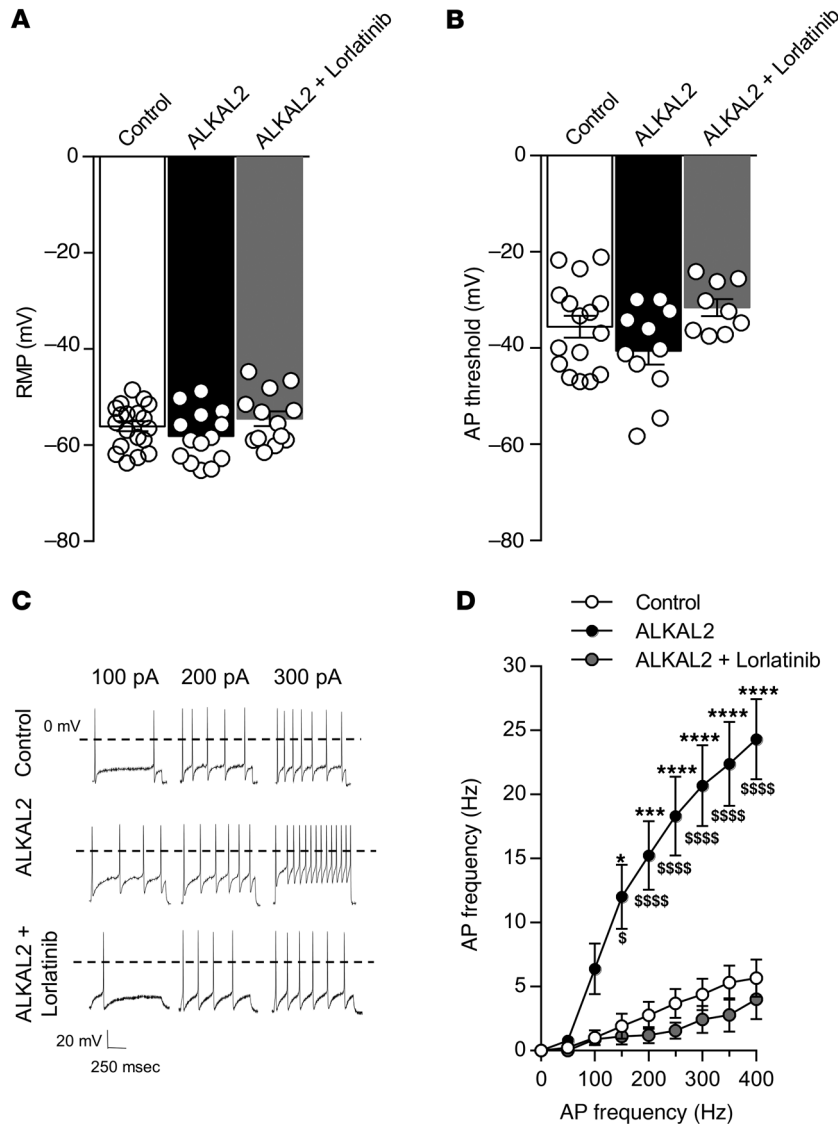 A
Control
ALKAL2
ALKAL2 + Lorlatinib
0
–20
–40
–60
–80
RMP (mV)
B
Control
ALKAL2
ALKAL2 + Lorlatinib
0
–20
–40
–60
–80
AP threshold (mV)
C
100 pA 200 pA 300 pA
0 mV
Control
ALKAL2
ALKAL2 +
Lorlatinib
20 mV
250 msec
D
Control
ALKAL2
ALKAL2 + Lorlatinib
30
25
20
15
10
5
0
AP frequency (Hz)
* *** **** **** **** ****
$ $$$$ $$$$ $$$$ $$$$ $$$$
0 100 200 300 400
AP frequency (Hz)